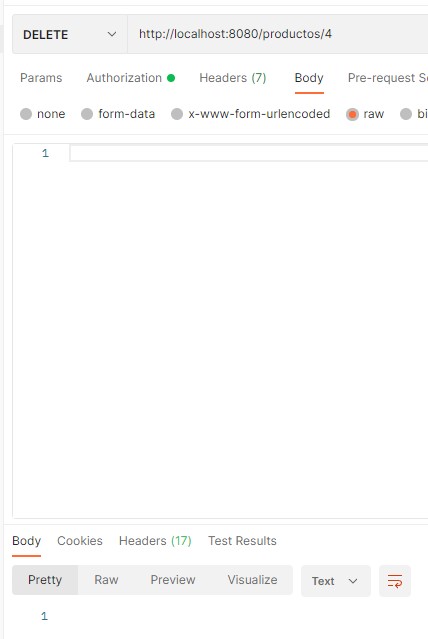 DELETE http://localhost:8080/productos/4
Params Authorization Headers (7) Body Pre-request S
none form-data x-www-form-urlencoded raw bi
1
Body Cookies Headers (17) Test Results
Pretty Raw Preview Visualize Text
1